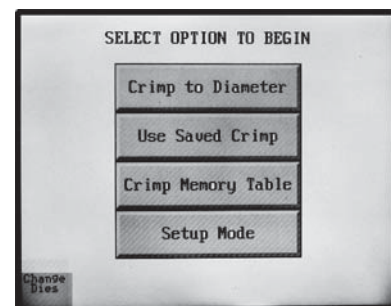 SELECT OPTION TO BEGIN
Crimp to Diameter
Use Saved Crimp
Crimp Memory Table
Setup Mode
Change
Dies